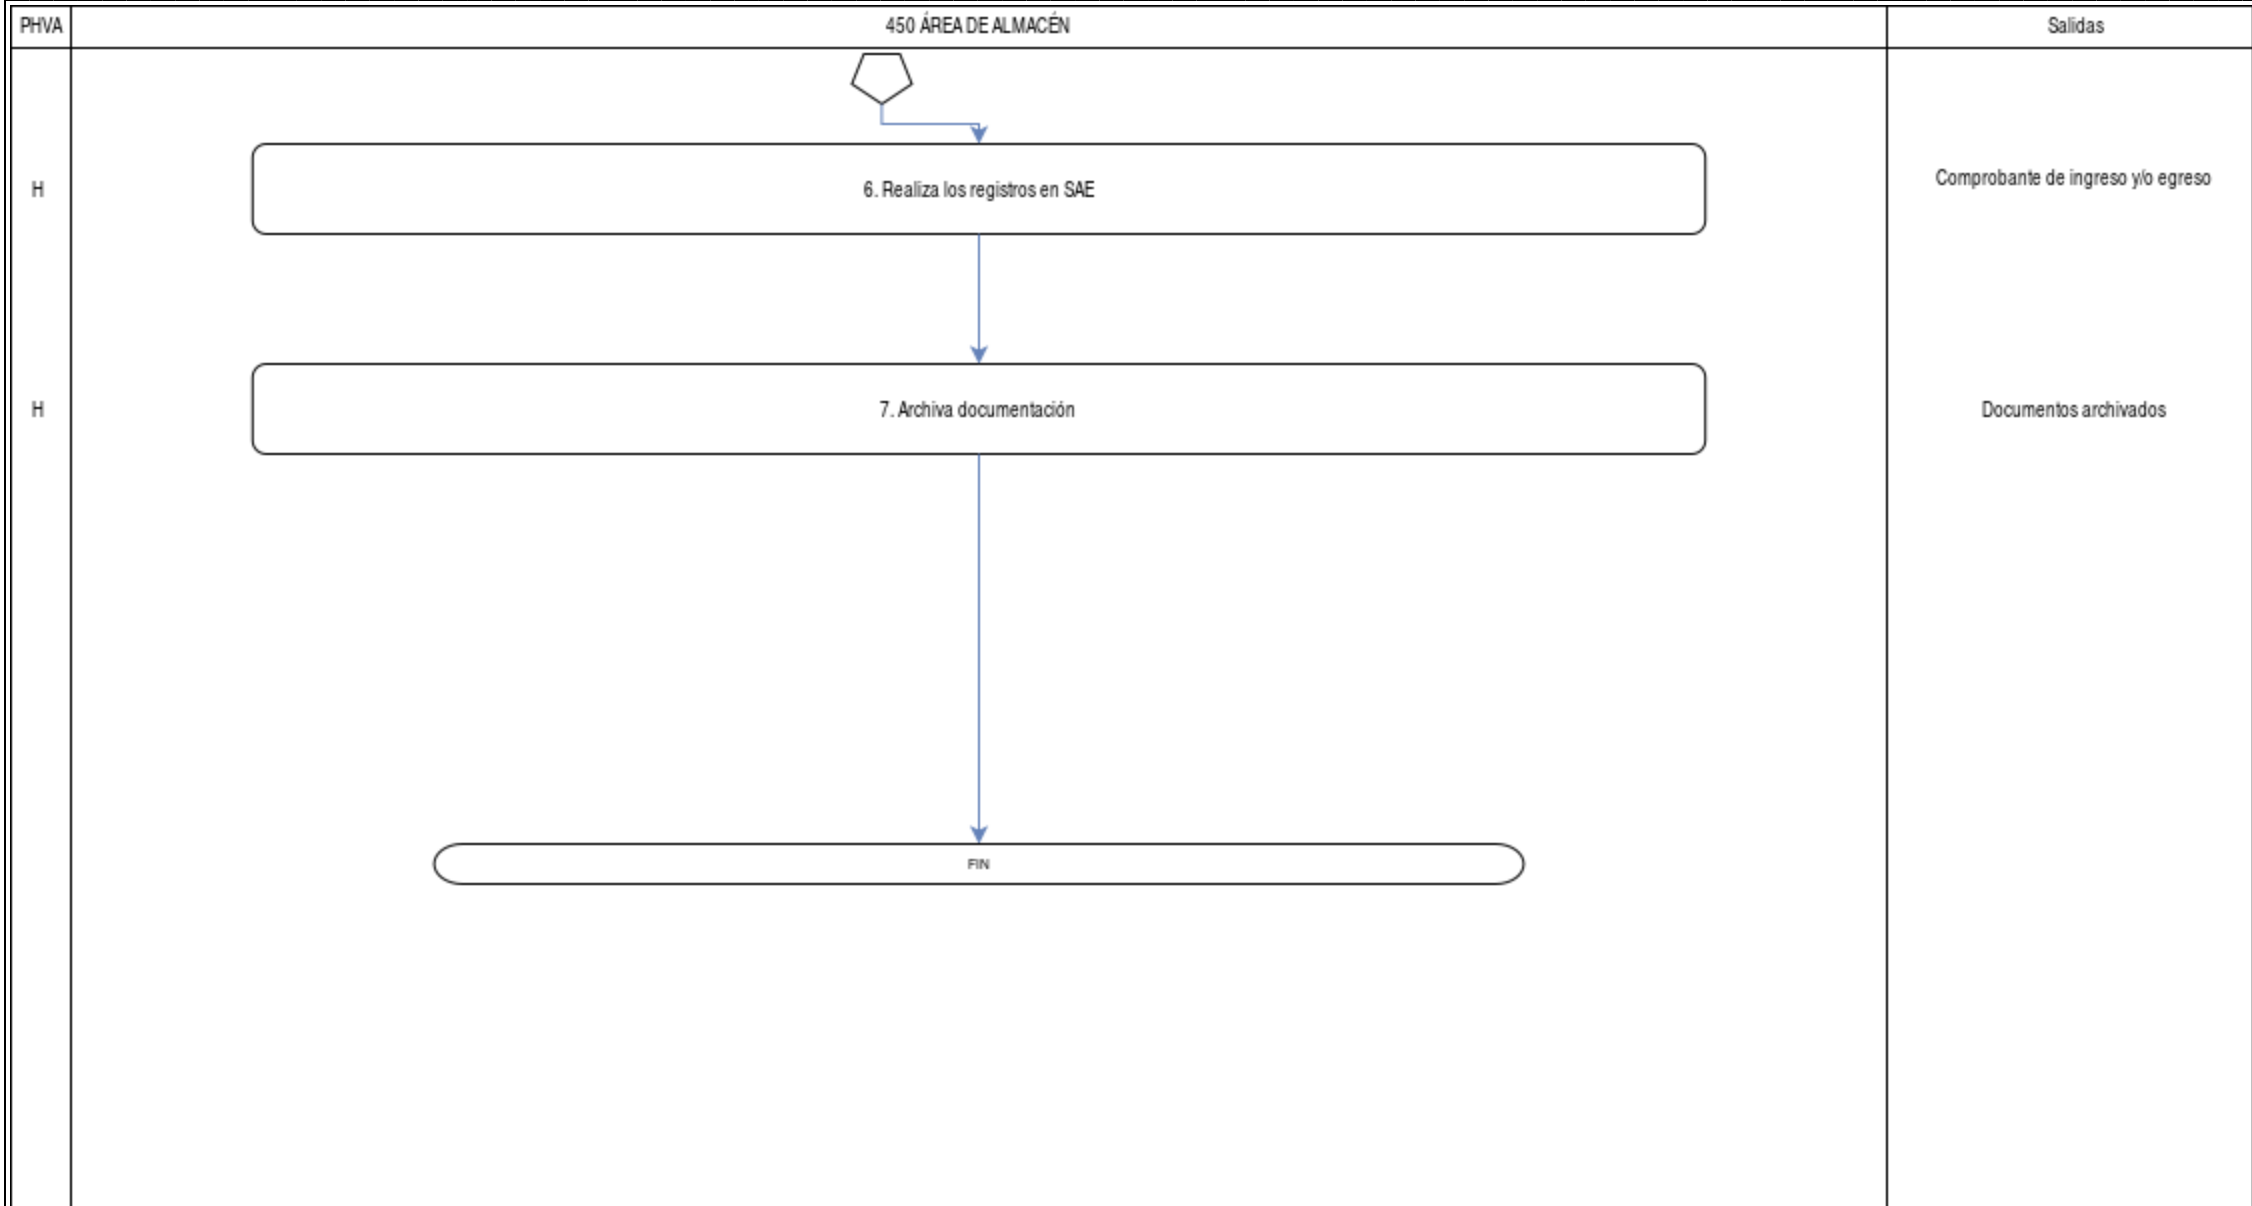 PHVA
450 ÁREA DE ALMACÉN
Salidas
H
6. Realiza los registros en SAE
Comprobante de ingreso y/o egreso
H
7. Archiva documentación
Documentos archivados
FIN